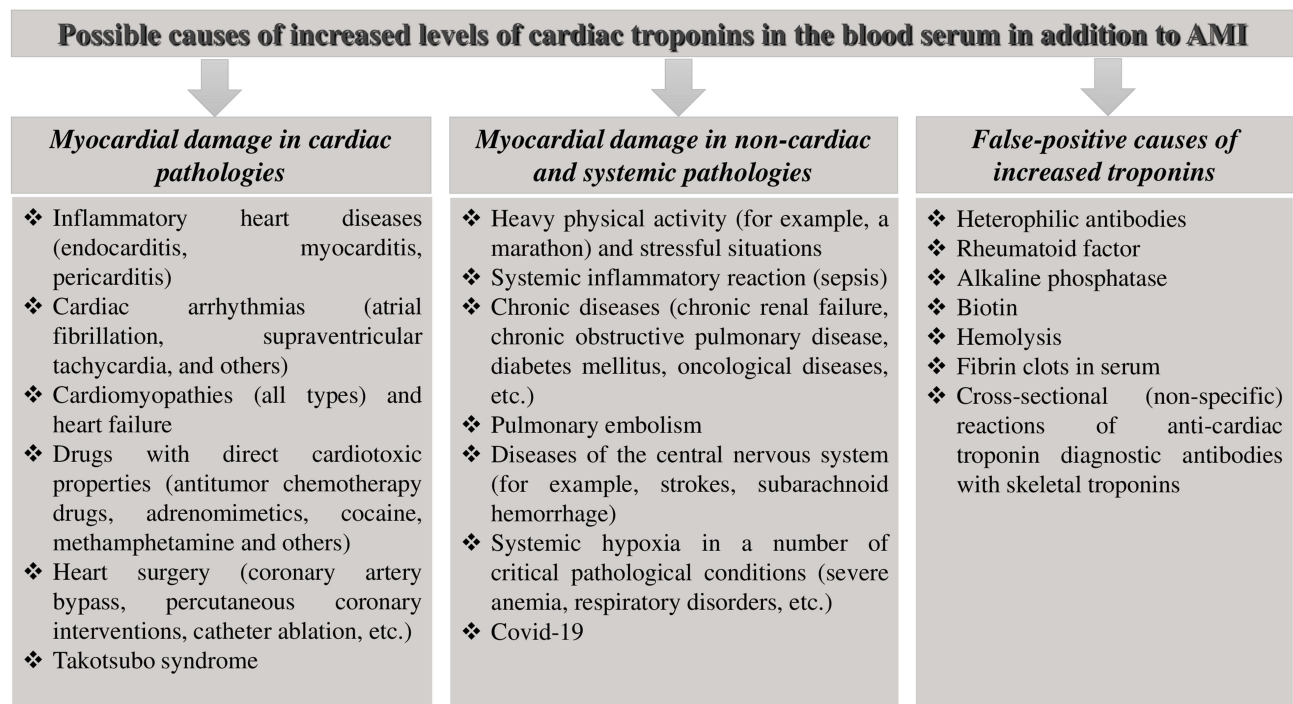 Possible causes of increased levels of cardiac troponins in the blood serum in addition to AMI
Myocardial damage in cardiac
pathologies
❖ Inflammatory heart diseases
(endocarditis, myocarditis,
pericarditis)
❖ Cardiac arrhythmias (atrial
fibrillation, supraventricular
tachycardia, and others)
❖ Cardiomyopathies (all types) and
heart failure
❖ Drugs with direct cardiotoxic
properties (antitumor chemotherapy
drugs, adrenomimetics, cocaine,
methamphetamine and others)
❖ Heart surgery (coronary artery
bypass, percutaneous coronary
interventions, catheter ablation, etc.)
❖ Takotsubo syndrome
Myocardial damage in non-cardiac
and systemic pathologies
❖ Heavy physical activity (for example, a
marathon) and stressful situations
❖ Systemic inflammatory reaction (sepsis)
❖ Chronic diseases (chronic renal failure,
chronic obstructive pulmonary disease,
diabetes mellitus, oncological diseases,
etc.)
❖ Pulmonary embolism
❖ Diseases of the central nervous system
(for example, strokes, subarachnoid
hemorrhage)
❖ Systemic hypoxia in a number of
critical pathological conditions (severe
anemia, respiratory disorders, etc.)
❖ Covid-19
False-positive causes of
increased troponins
❖ Heterophilic antibodies
❖ Rheumatoid factor
❖ Alkaline phosphatase
❖ Biotin
❖ Hemolysis
❖ Fibrin clots in serum
❖ Cross-sectional (non-specific)
reactions of anti-cardiac
troponin diagnostic antibodies
with skeletal troponins